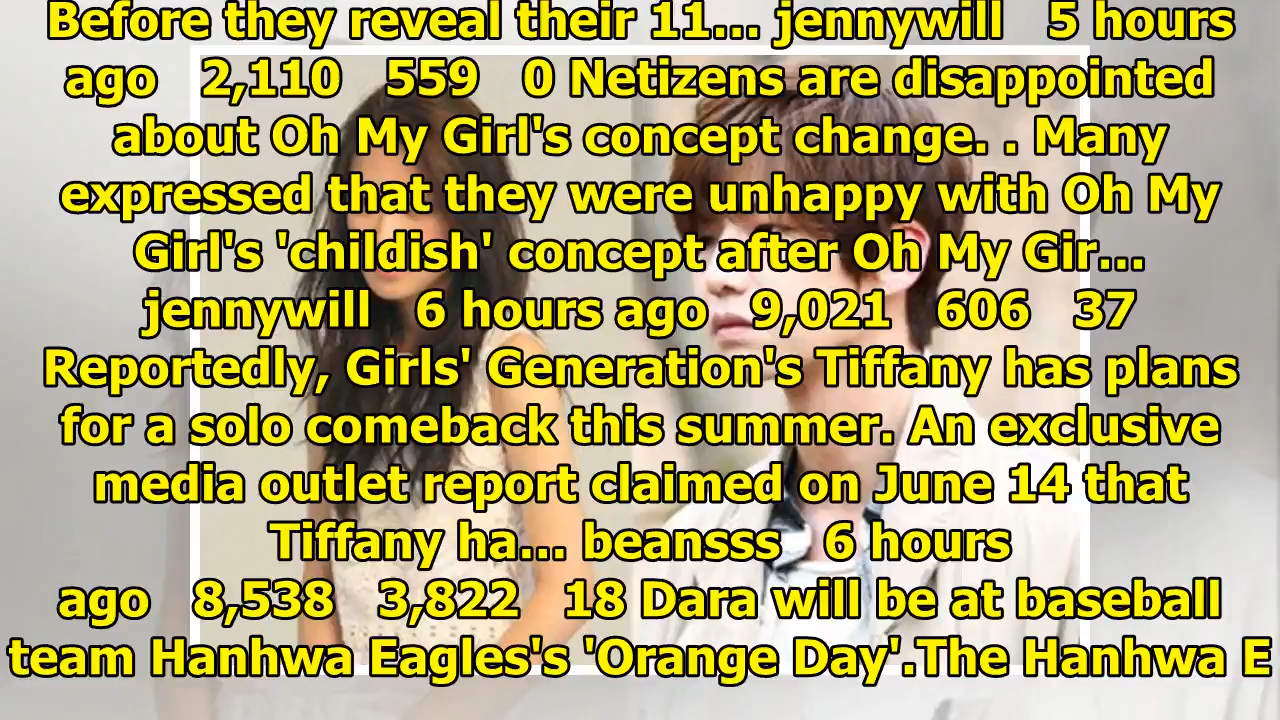 Before they reveal their 11... jennywill 5 hours
ago 2,110 559 0 Netizens are disappointed
about Oh My Girl's concept change. . Many
expressed that they were unhappy with Oh My
Girl's 'childish' concept after Oh My Gir...
jennywill 6 hours ago 9,021 606 37
Reportedly, Girls' Generation's Tiffany has plans
for a solo comeback this summer. An exclusive
media outlet report claimed on June 14 that
Tiffany ha... beansss 6 hours
ago 8,538 3,822 18 Dara will be at baseball
team Hanhwa Eagles's 'Orange Day'.The Hanhwa E